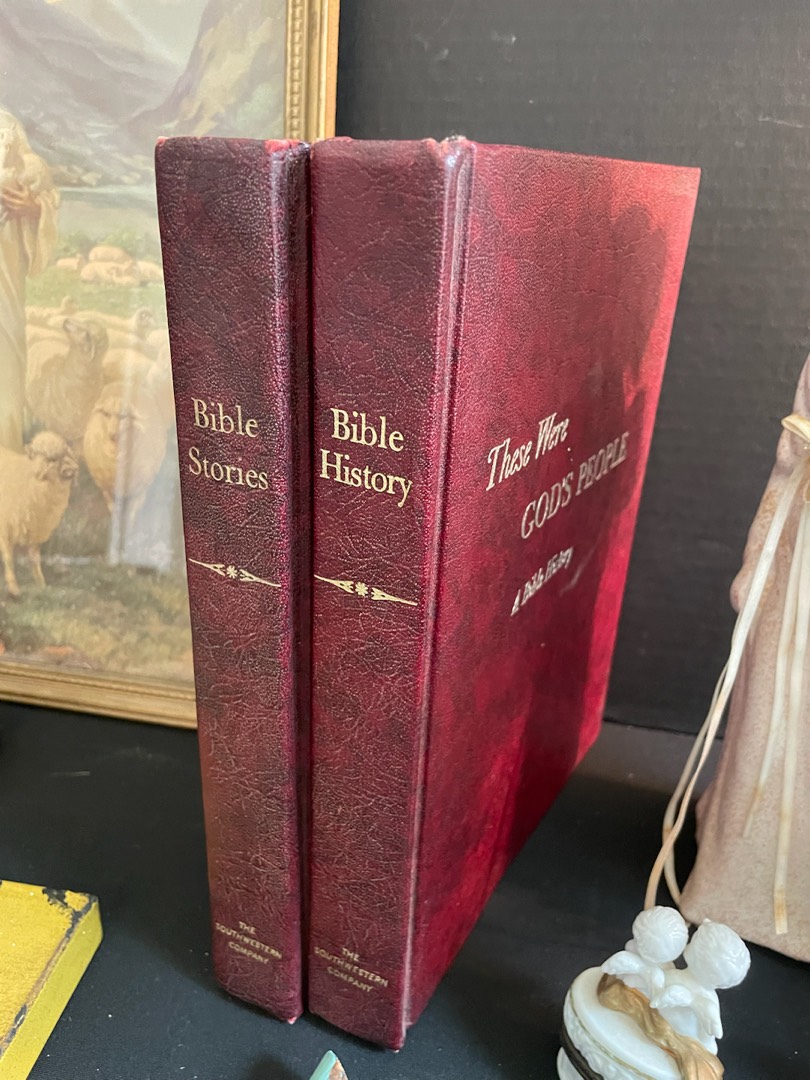 Bible
Stories
THE
SOUTHWESTERN
COMPANY
Bible
History
THE
SOUTHWESTERN
COMPANY
These Were
GOD'S PEOPLE
A Bible History